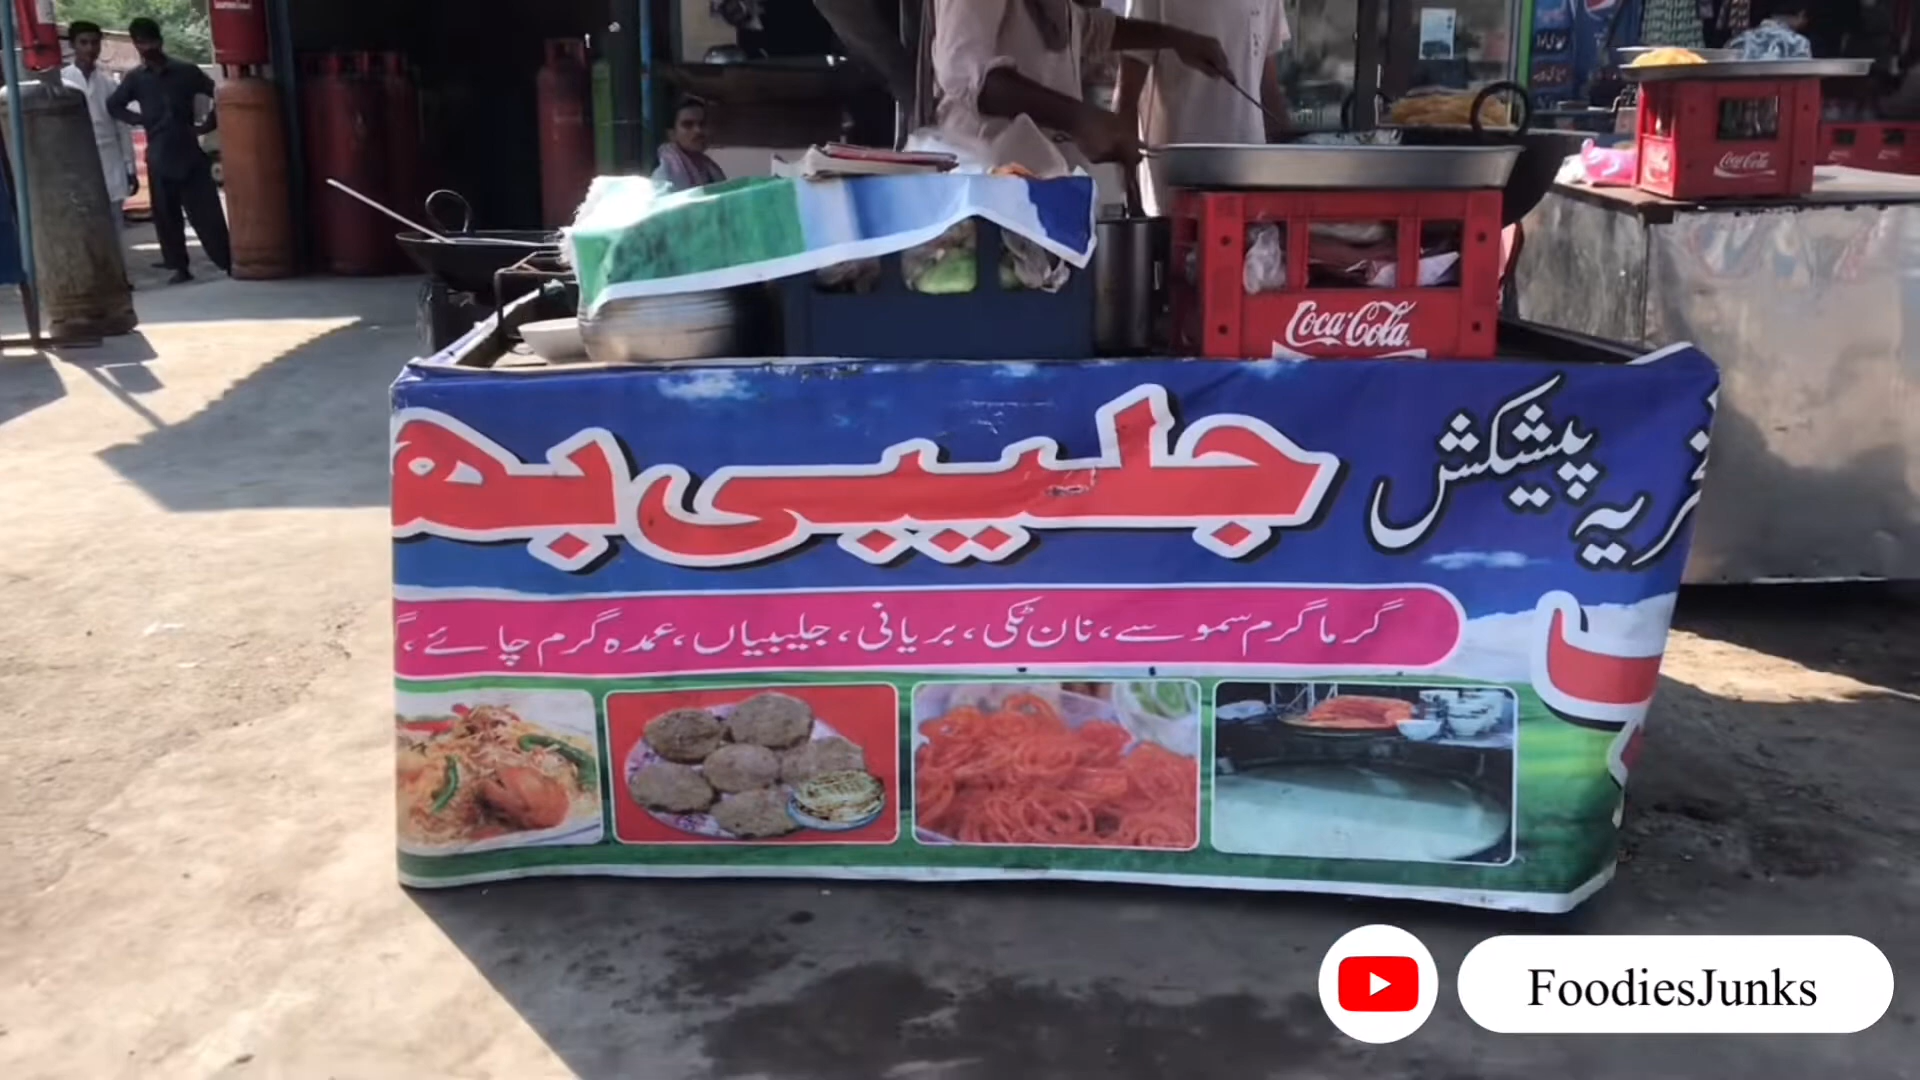 Coca-Cola
Coca-Cola
فخریہ پیشکش
جلیبی بھ
گرما گرم سموسے، نان ٹکی، بریانی، جلیبیاں، عمدہ گرم چائے،
FoodiesJunks